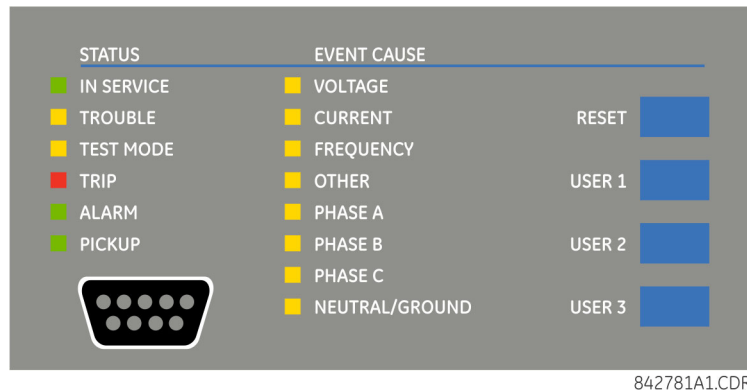 STATUS
IN SERVICE
TROUBLE
TEST MODE
TRIP
ALARM
PICKUP
EVENT CAUSE
VOLTAGE
CURRENT
FREQUENCY
OTHER
PHASE A
PHASE B
PHASE C
NEUTRAL/GROUND
RESET
USER 1
USER 2
USER 3
842781A1.CDR